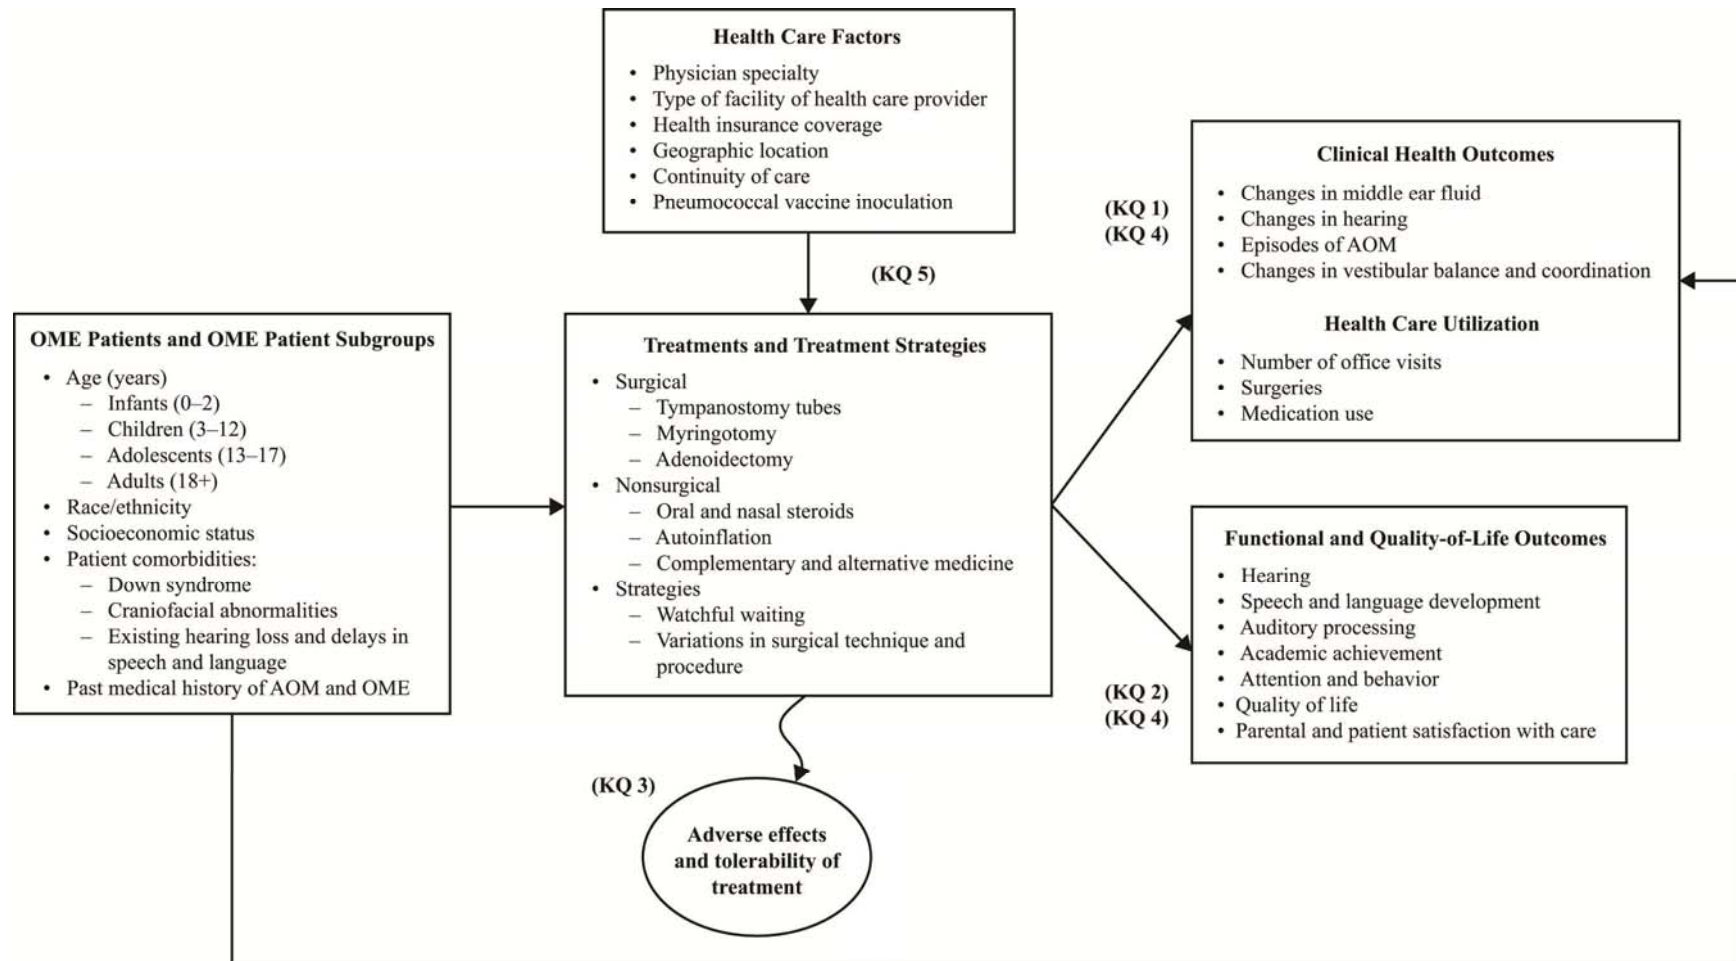 Health Care Factors
• Physician specialty
• Type of facility of health care provider
• Health insurance coverage
• Geographic location
• Continuity of care
• Pneumococcal vaccine inoculation
(KQ 5)
OME Patients and OME Patient Subgroups
• Age (years)
– Infants (0–2)
– Children (3–12)
– Adolescents (13–17)
– Adults (18+)
• Race/ethnicity
• Socioeconomic status
• Patient comorbidities:
– Down syndrome
– Craniofacial abnormalities
– Existing hearing loss and delays in
speech and language
• Past medical history of AOM and OME
Treatments and Treatment Strategies
• Surgical
– Tympanostomy tubes
– Myringotomy
– Adenoidectomy
• Nonsurgical
– Oral and nasal steroids
– Autoinflation
– Complementary and alternative medicine
• Strategies
– Watchful waiting
– Variations in surgical technique and
procedure
(KQ 3)
Adverse effects
and tolerability of
treatment
(KQ 1)
(KQ 4)
Clinical Health Outcomes
• Changes in middle ear fluid
• Changes in hearing
• Episodes of AOM
• Changes in vestibular balance and coordination
Health Care Utilization
• Number of office visits
• Surgeries
• Medication use
(KQ 2)
(KQ 4)
Functional and Quality-of-Life Outcomes
• Hearing
• Speech and language development
• Auditory processing
• Academic achievement
• Attention and behavior
• Quality of life
• Parental and patient satisfaction with care